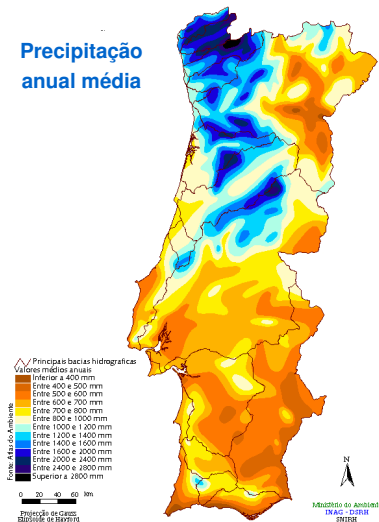 Precipitação
anual média
Principais bacias hidrograficas
Valores médios anuais
Inferior a 400 mm
Entre 400 e 500 mm
Entre 500 e 600 mm
Entre 600 e 700 mm
Entre 700 e 800 mm
Entre 800 e 1000 mm
Entre 1000 e 1200 mm
Entre 1200 e 1400 mm
Entre 1400 e 1600 mm
Entre 1600 e 2000 mm
Entre 2000 e 2400 mm
Entre 2400 e 2800 mm
Superior a 2800 mm
Fonte: Atlas do Ambiente
0 20 40 60 Km
Projecção de Gauss
Elipsoide de Hayford
N
Ministério do Ambient
INAG - DSRH
SNIRH